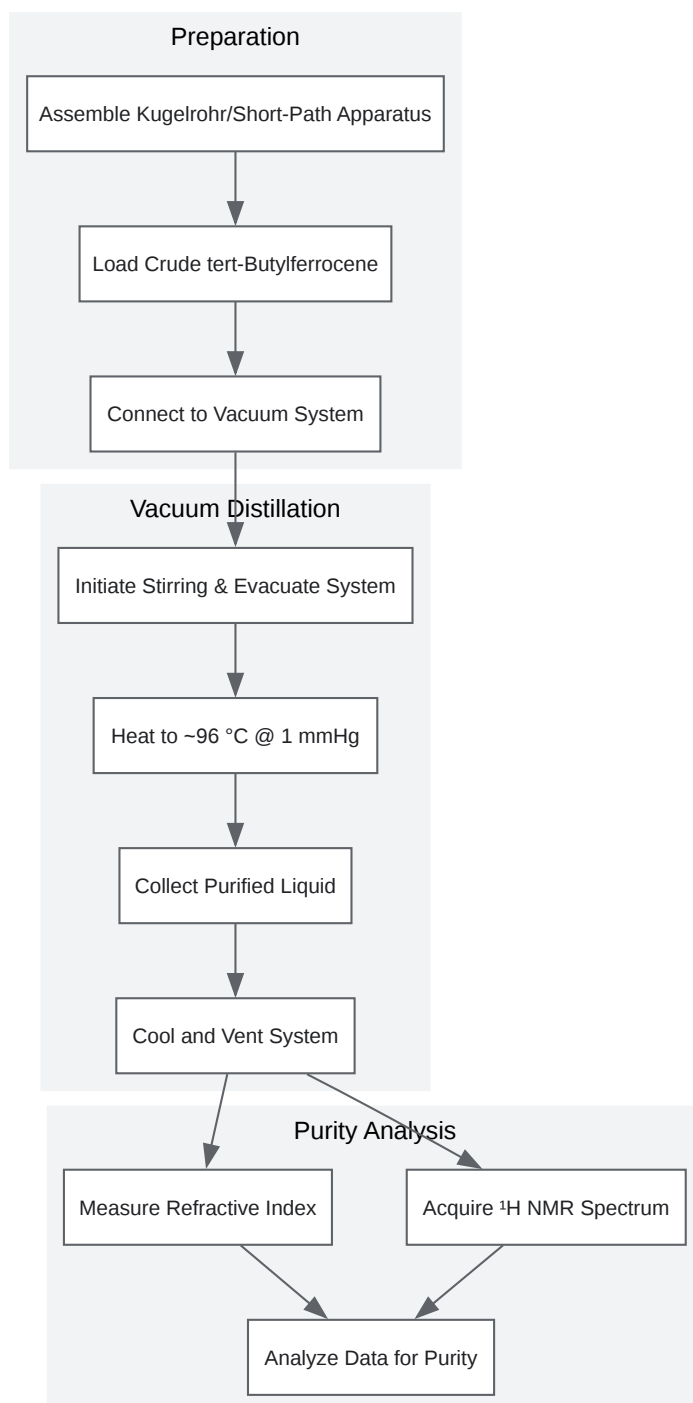 Preparation
Assemble Kugelrohr/Short-Path Apparatus
Load Crude tert-Butylferrocene
Connect to Vacuum System
Vacuum Distillation
Initiate Stirring & Evacuate System
Heat to ~96 °C @ 1 mmHg
Collect Purified Liquid
Cool and Vent System
Purity Analysis
Measure Refractive Index
Acquire ¹H NMR Spectrum
Analyze Data for Purity